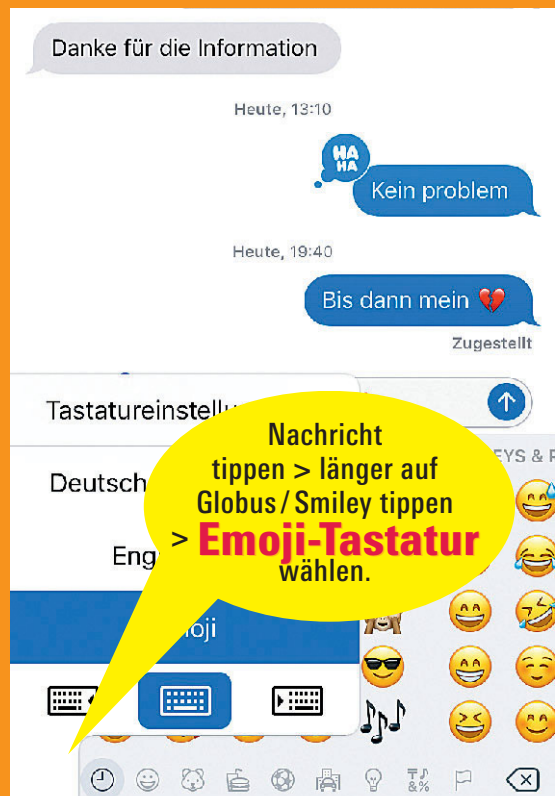 Danke für die Information
Heute, 13:10
HA
HA
Kein problem
Heute, 19:40
Bis dann mein 💔
Zugestellt
Tastatureinstellu
EYS &
Deutsch
Eng
oji
Nachricht
tippen > länger auf
Globus / Smiley tippen
> Emoji-Tastatur
wählen.
&%